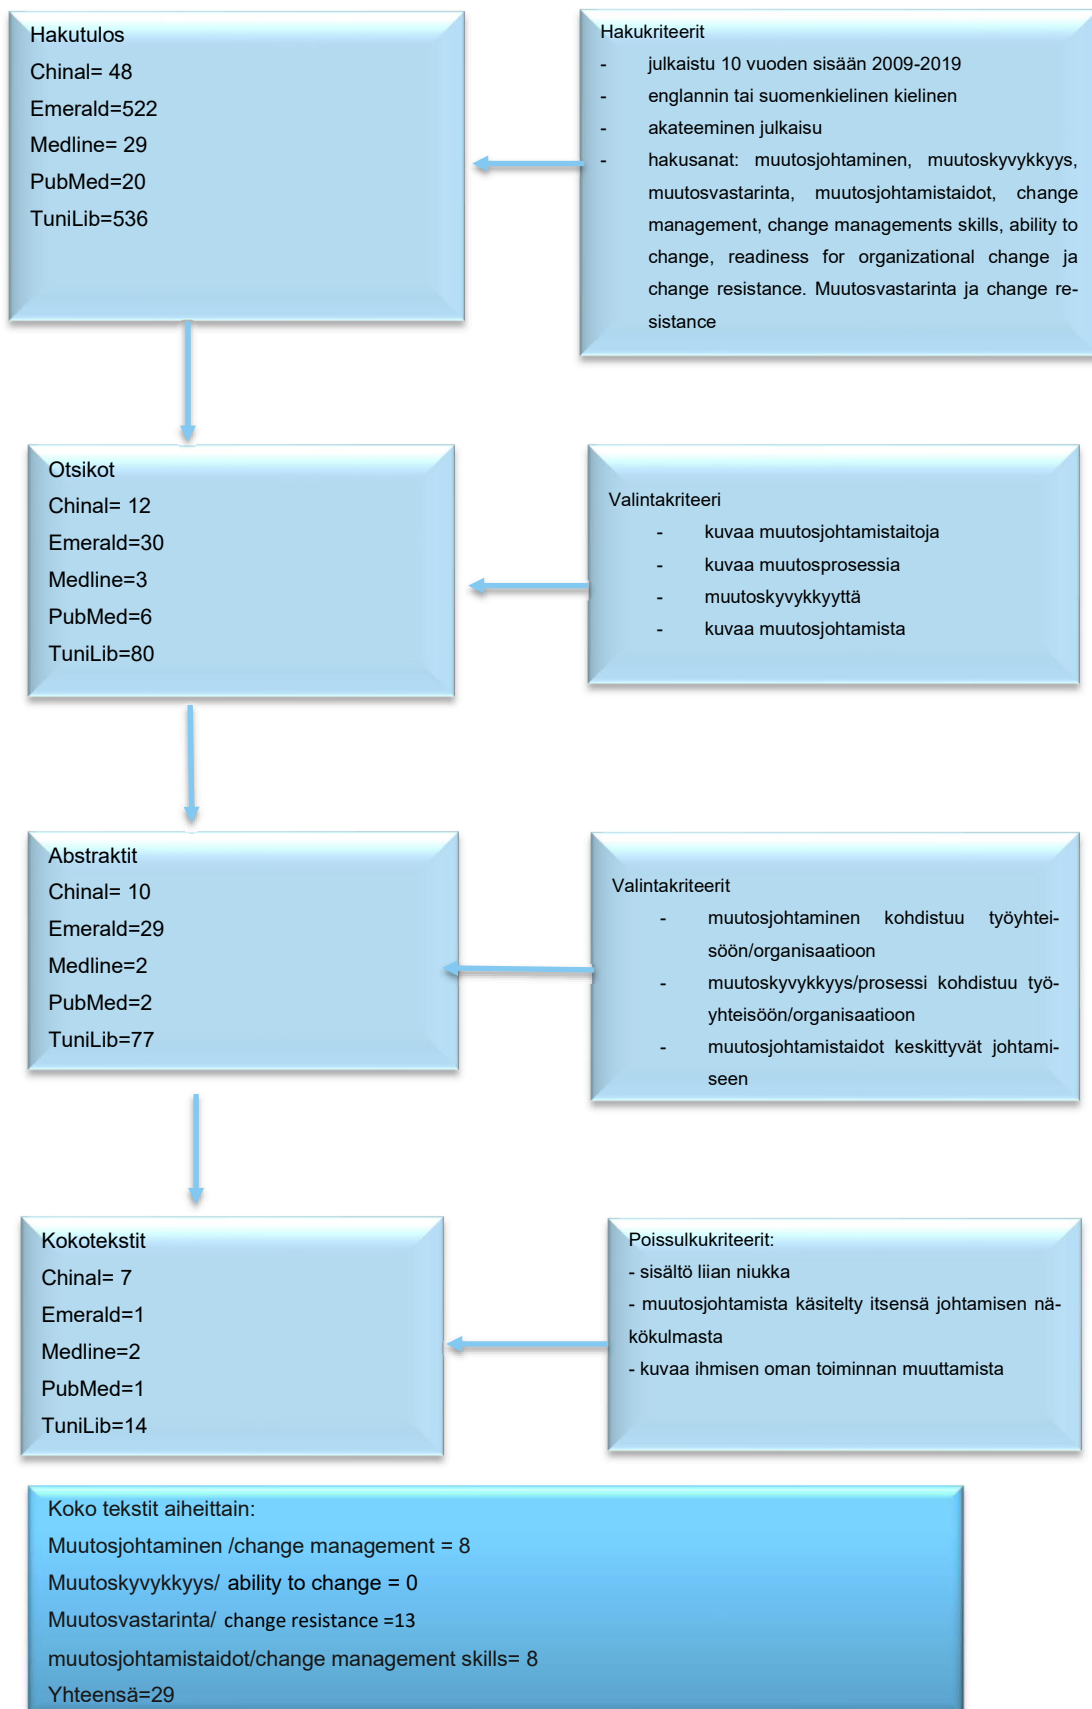 Hakutulos
Chinal= 48
Emerald=522
Medline= 29
PubMed=20
TuniLib=536
Hakukriteerit
- julkaistu 10 vuoden sisään 2009-2019
- englannin tai suomenkielinen kielinen
- akateeminen julkaisu
- hakusanat: muutosjohtaminen, muutoskyvykkyys,
muutosvastarinta, muutosjohtamistaidot, change
management, change managements skills, ability to
change, readiness for organizational change ja
change resistance. Muutosvastarinta ja change re-
sistance
Otsikot
Chinal= 12
Emerald=30
Medline=3
PubMed=6
TuniLib=80
Valintakriteeri
- kuvaa muutosjohtamistaitoja
- kuvaa muutosprosessia
- muutoskyvykkyyttä
- kuvaa muutosjohtamista
Abstraktit
Chinal= 10
Emerald=29
Medline=2
PubMed=2
TuniLib=77
Valintakriteerit
- muutosjohtaminen kohdistuu työyhtei-
söön/organisaatioon
- muutoskyvykkyys/prosessi kohdistuu työ-
yhteisöön/organisaatioon
- muutosjohtamistaidot keskittyvät johtami-
seen
Kokotekstit
Chinal= 7
Emerald=1
Medline=2
PubMed=1
TuniLib=14
Poissulkukriteerit:
- sisältö liian niukka
- muutosjohtamista käsitelty itsensä johtamisen nä-
kökulmasta
- kuvaa ihmisen oman toiminnan muuttamista
Koko tekstit aiheittain:
Muutosjohtaminen /change management = 8
Muutoskyvykkyys/ ability to change = 0
Muutosvastarinta/ change resistance =13
muutosjohtamistaidot/change management skills= 8
Yhteensä=29